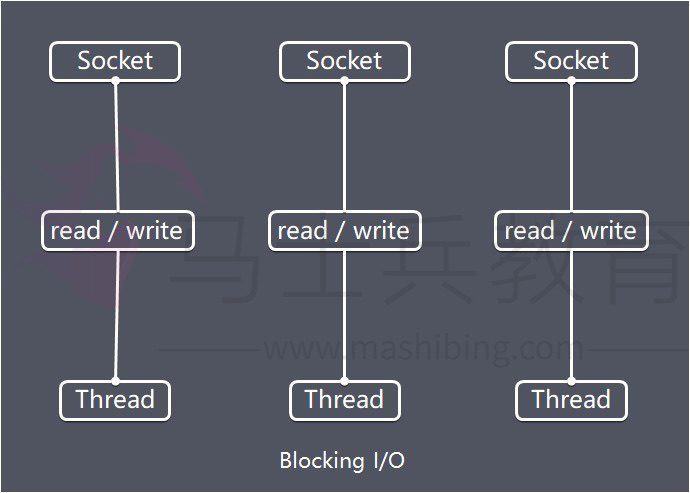 Socket Socket Socket
read / write read / write read / write
马士兵教育
www.mashibing.com
Thread Thread Thread
Blocking I/O